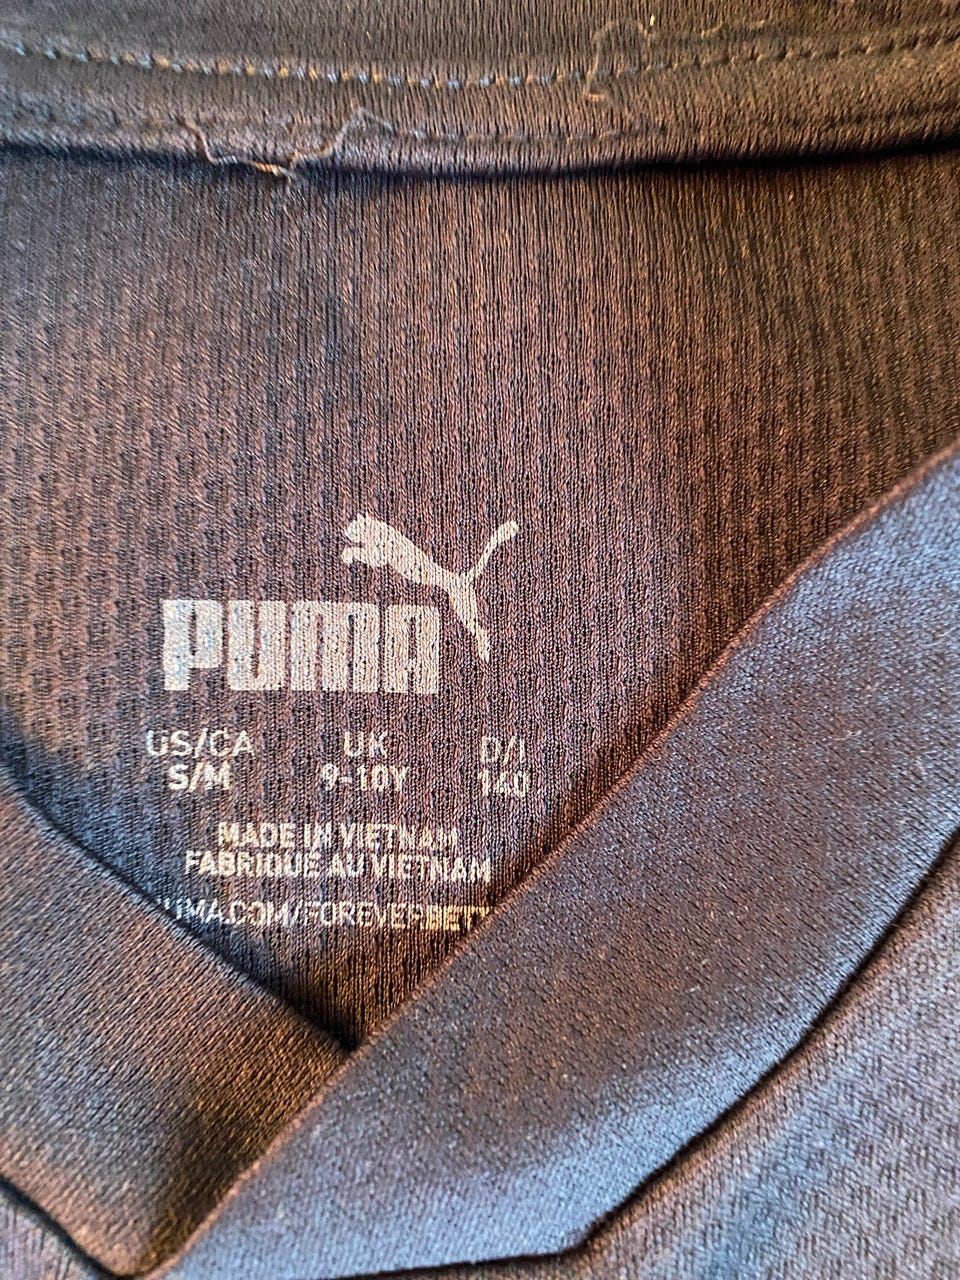 PUMA
US/CA UK D/I
S/M 9-10Y 140
MADE IN VIETNAM
FABRIQUE AU VIETNAM